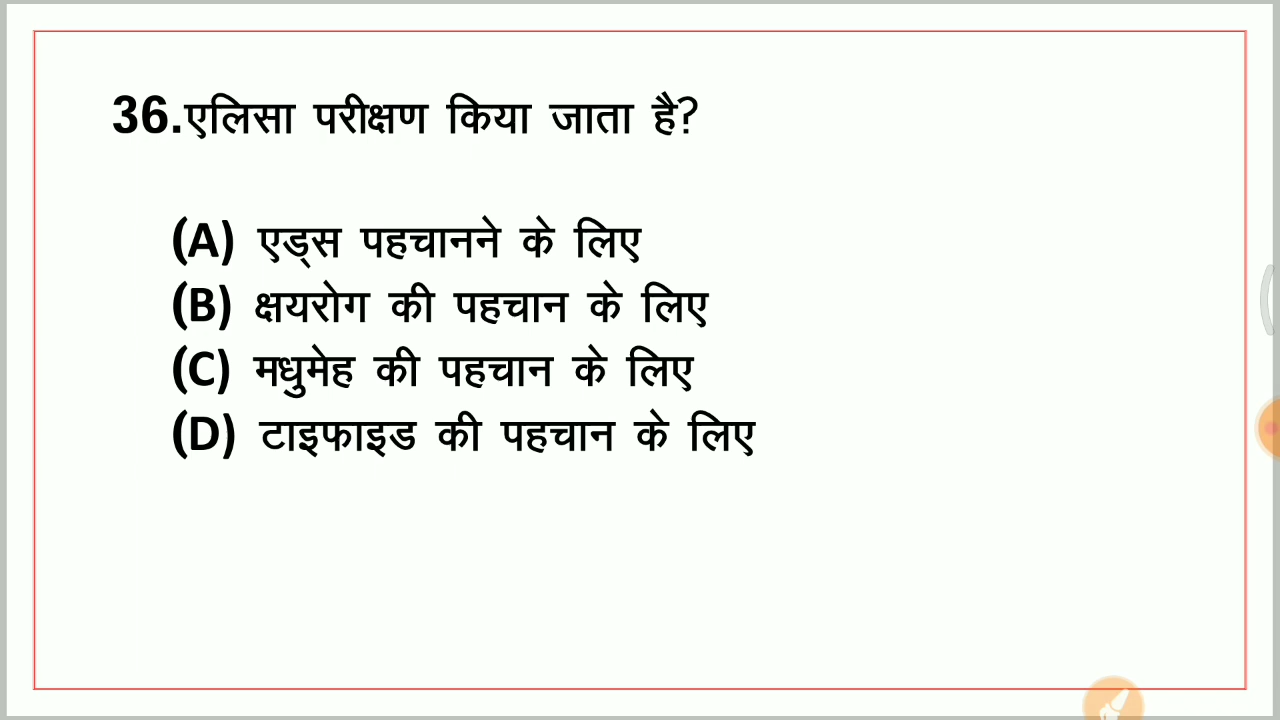 36.एलिसा परीक्षण किया जाता है?
(A) एड्स पहचानने के लिए
(B) क्षयरोग की पहचान के लिए
(C) मधुमेह की पहचान के लिए
(D) टाइफाइड की पहचान के लिए